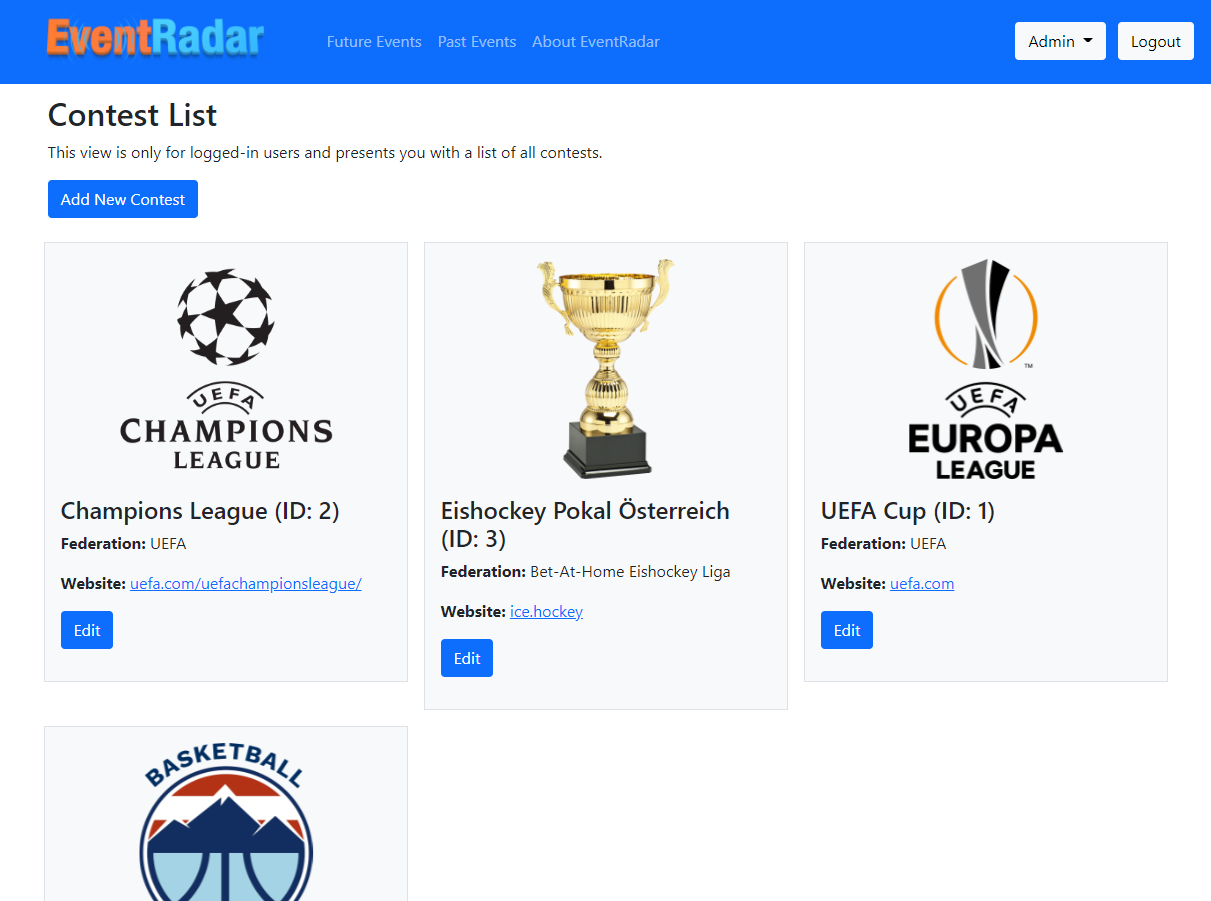 EventRadar
Future Events Past Events About EventRadar
Admin Logout
Contest List
This view is only for logged-in users and presents you with a list of all contests.
Add New Contest
UEFA
CHAMPIONS
LEAGUE
Champions League (ID: 2)
Federation: UEFA
Website: uefa.com/uefachampionsleague/
Edit
Eishockey Pokal Österreich
(ID: 3)
Federation: Bet-At-Home Eishockey Liga
Website: ice.hockey
Edit
TM
UEFA
EUROPA
LEAGUE
UEFA Cup (ID: 1)
Federation: UEFA
Website: uefa.com
Edit
BASKETBALL